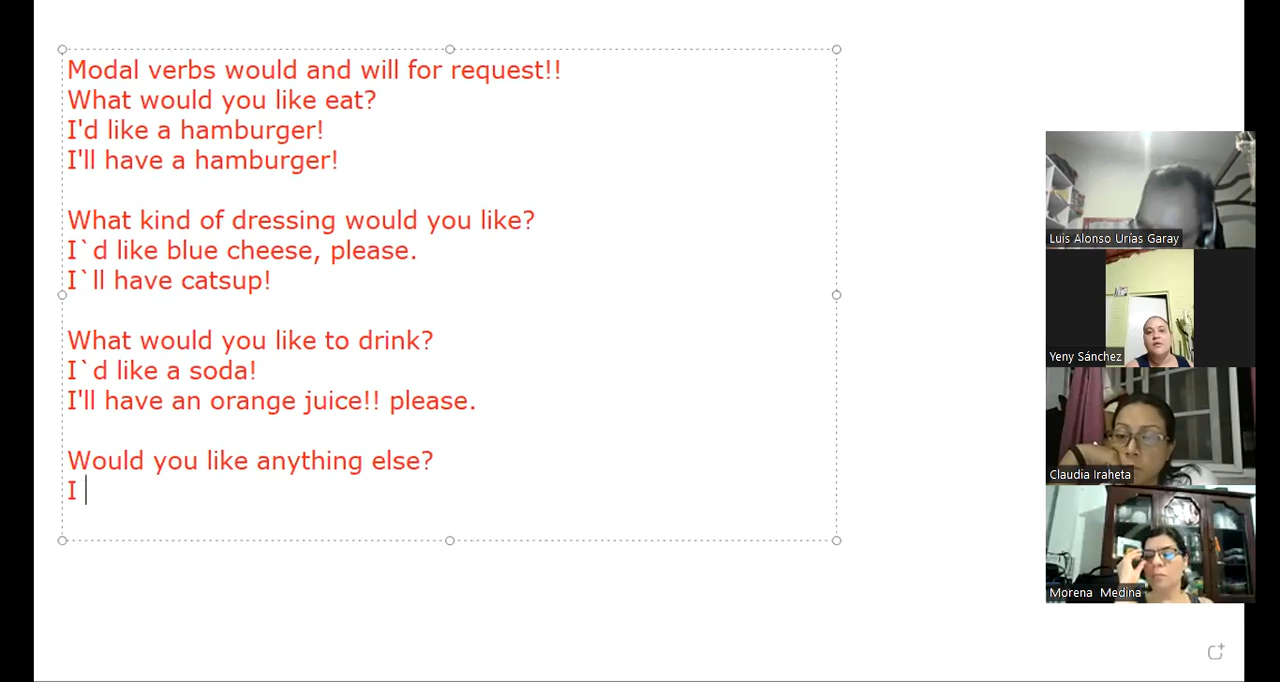 Modal verbs would and will for request!!
What would you like eat?
I'd like a hamburger!
I'll have a hamburger!
What kind of dressing would you like?
I`d like blue cheese, please.
I`ll have catsup!
What would you like to drink?
I`d like a soda!
I'll have an orange juice!! please.
Would you like anything else?
I
Luis Alonso Urías Garay
Yeny Sánchez
Claudia Iraheta
Morena Medina